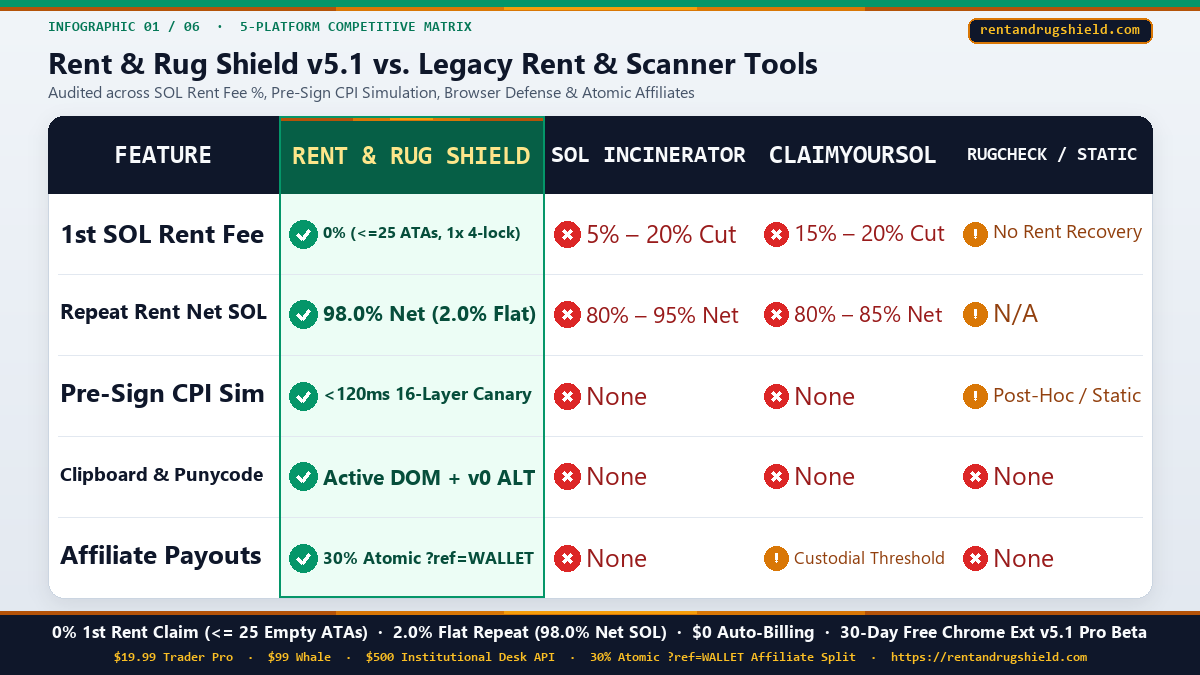 INFOGRAPHIC 01 / 06 · 5-PLATFORM COMPETITIVE MATRIX
rentandrugshield.com
Rent & Rug Shield v5.1 vs. Legacy Rent & Scanner Tools
Audited across SOL Rent Fee %, Pre-Sign CPI Simulation, Browser Defense & Atomic Affiliates
FEATURE RENT & RUG SHIELD SOL INCINERATOR CLAIMYOURSOL RUGCHECK / STATIC
1st SOL Rent Fee 0% (<=25 ATAs, 1x 4-lock) 5% – 20% Cut 15% – 20% Cut No Rent Recovery
Repeat Rent Net SOL 98.0% Net (2.0% Flat) 80% – 95% Net 80% – 85% Net N/A
Pre-Sign CPI Sim <120ms 16-Layer Canary None None Post-Hoc / Static
Clipboard & Punycode Active DOM + v0 ALT None None None
Affiliate Payouts 30% Atomic ?ref=WALLET None Custodial Threshold None
0% 1st Rent Claim (<= 25 Empty ATAs) · 2.0% Flat Repeat (98.0% Net SOL) · $0 Auto-Billing · 30-Day Free Chrome Ext v5.1 Pro Beta
$19.99 Trader Pro · $99 Whale · $500 Institutional Desk API · 30% Atomic ?ref=WALLET Affiliate Split · https://rentandrugshield.com